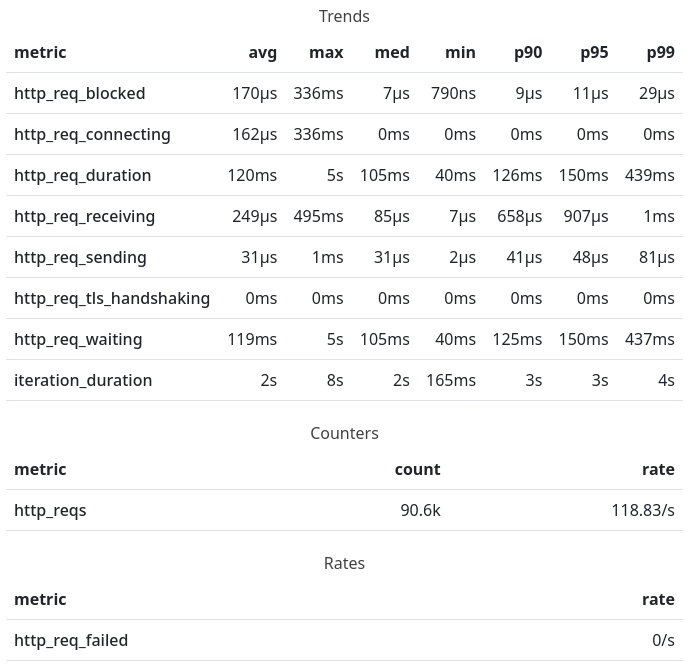 Trends
metric avg max med min p90 p95 p99
http_req_blocked 170µs 336ms 7µs 790ns 9µs 11µs 29µs
http_req_connecting 162µs 336ms 0ms 0ms 0ms 0ms 0ms
http_req_duration 120ms 5s 105ms 40ms 126ms 150ms 439ms
http_req_receiving 249µs 495ms 85µs 7µs 658µs 907µs 1ms
http_req_sending 31µs 1ms 31µs 2µs 41µs 48µs 81µs
http_req_tls_handshaking 0ms 0ms 0ms 0ms 0ms 0ms 0ms
http_req_waiting 119ms 5s 105ms 40ms 125ms 150ms 437ms
iteration_duration 2s 8s 2s 165ms 3s 3s 4s
Counters
metric count rate
http_reqs 90.6k 118.83/s
Rates
metric rate
http_req_failed 0/s